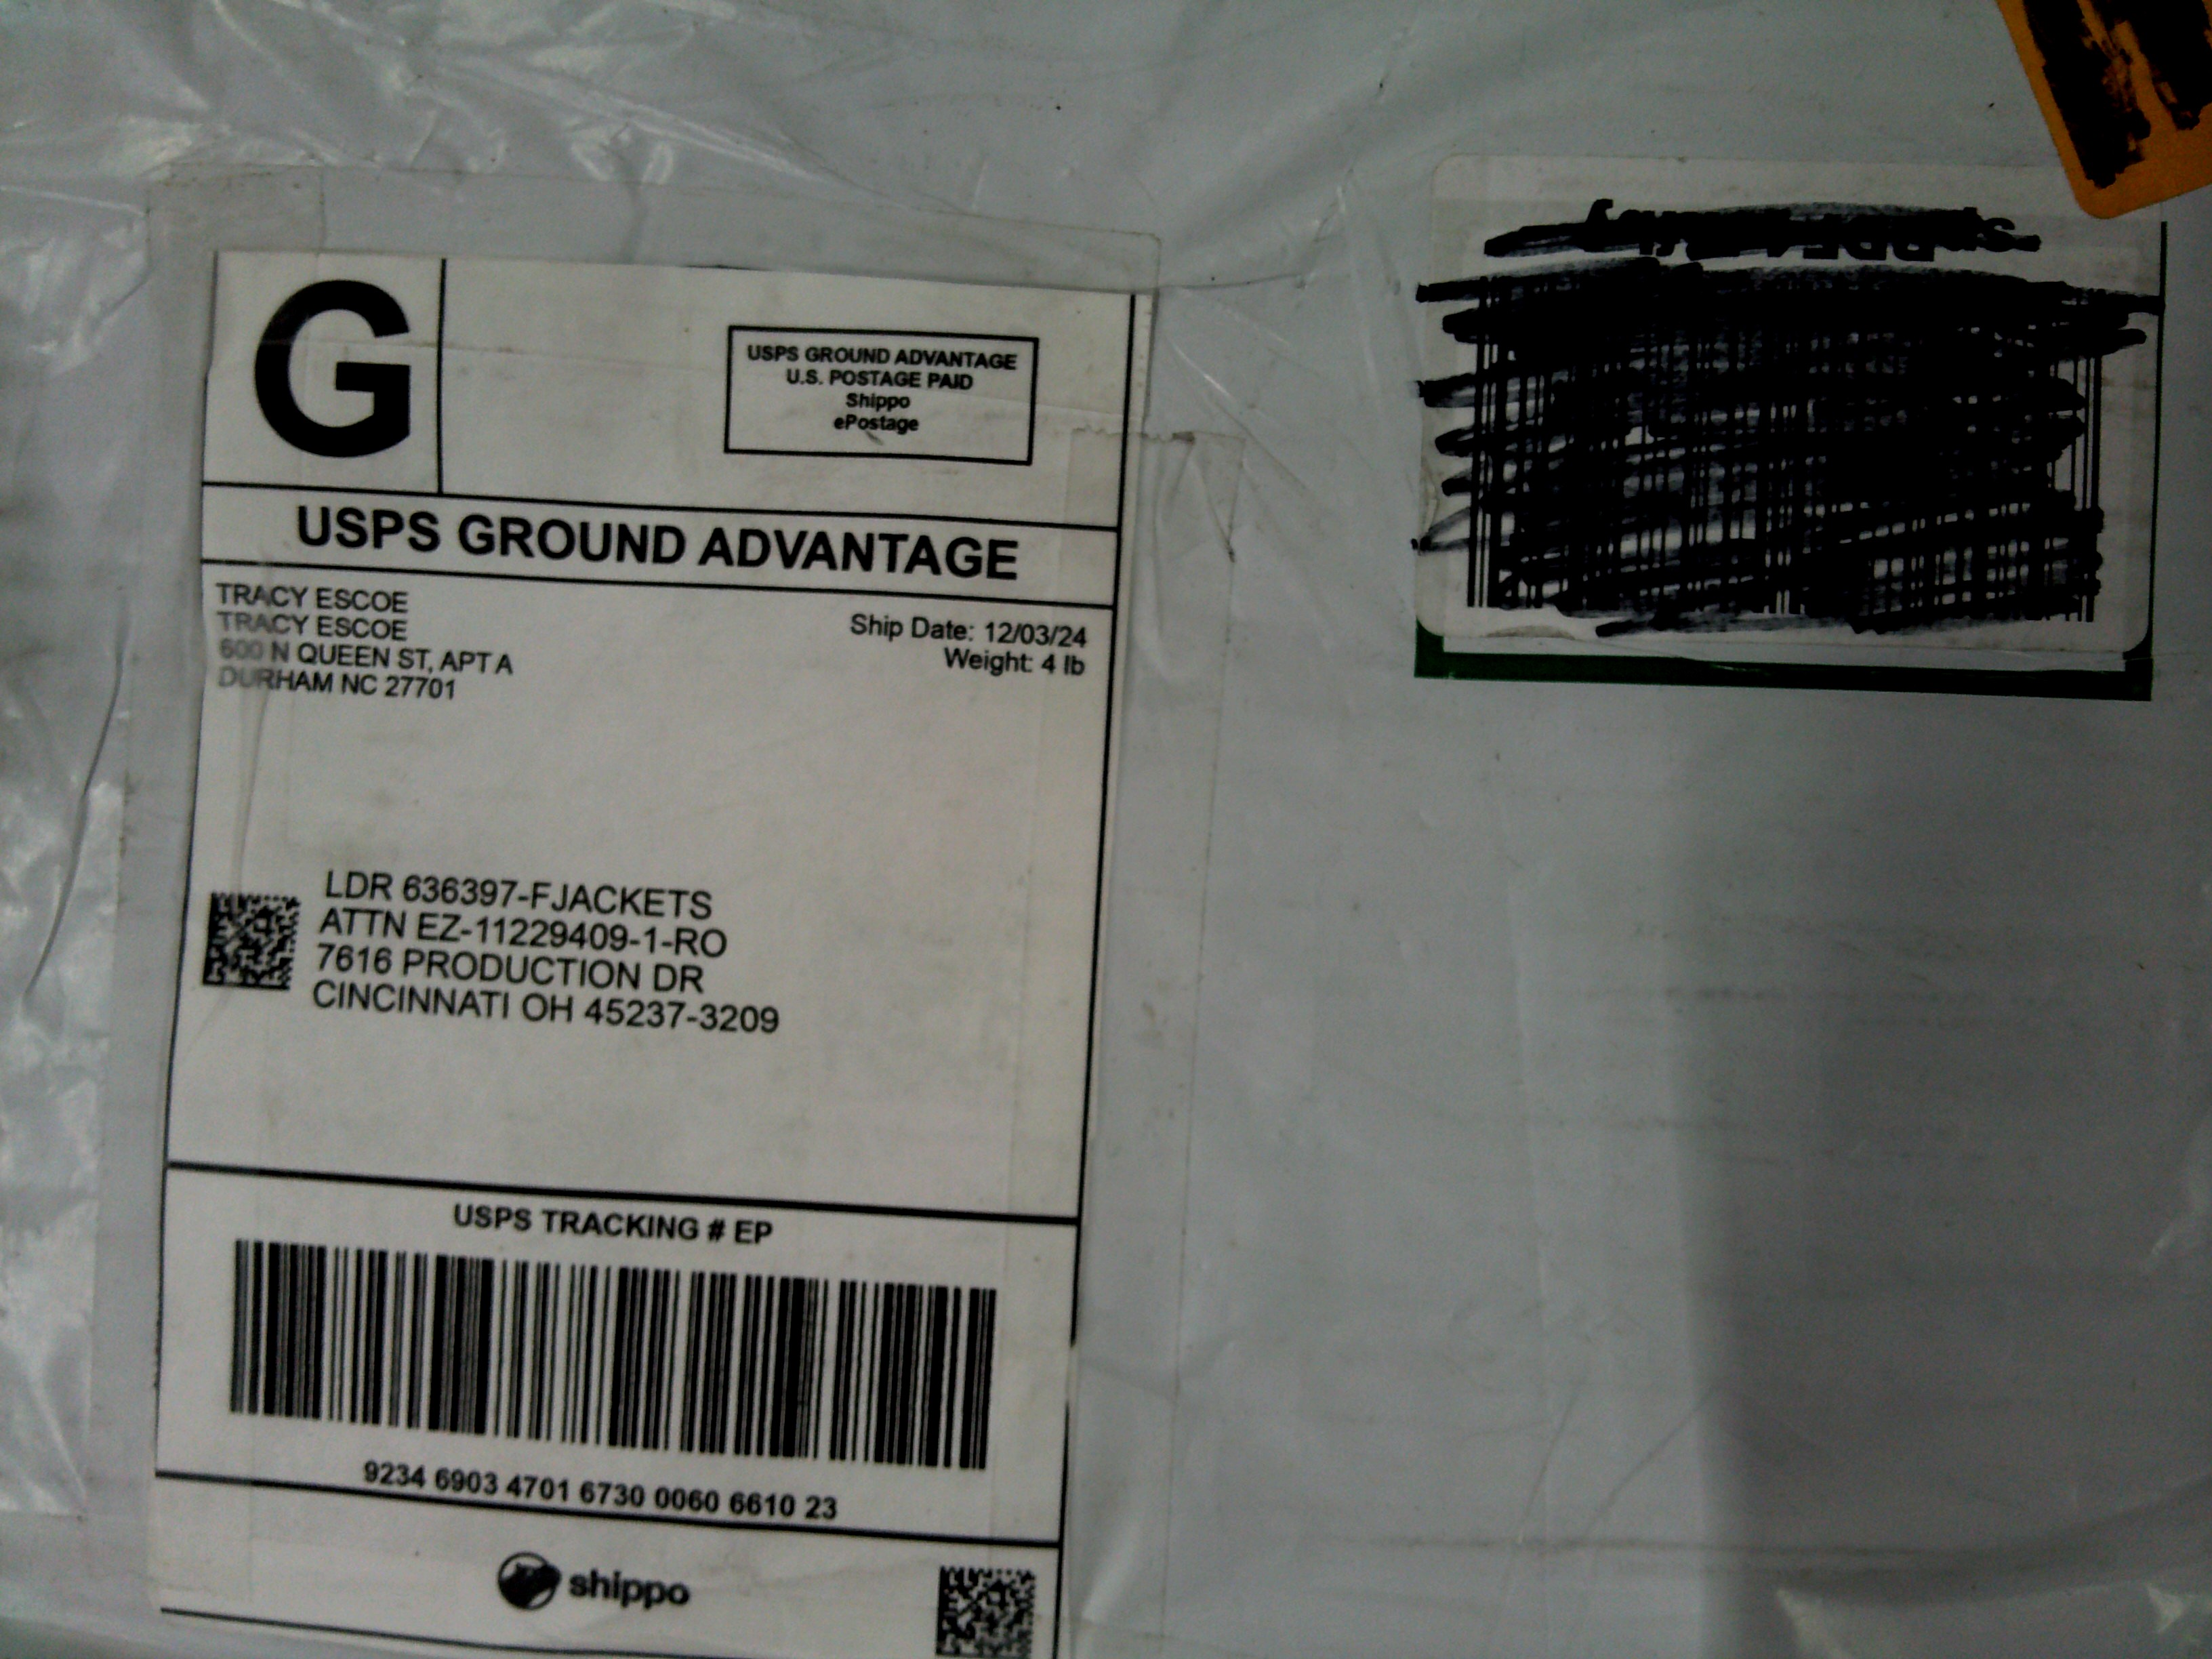 G
USPS GROUND ADVANTAGE
U.S. POSTAGE PAID
Shippo
ePostage
USPS GROUND ADVANTAGE
TRACY ESCOE
TRACY ESCOE
600 N QUEEN ST, APT A
DURHAM NC 27701
Ship Date: 12/03/24
Weight: 4 lb
LDR 636397-FJACKETS
ATTN EZ-11229409-1-RO
7616 PRODUCTION DR
CINCINNATI OH 45237-3209
USPS TRACKING # EP
9234 6903 4701 6730 0060 6610 23
shippo